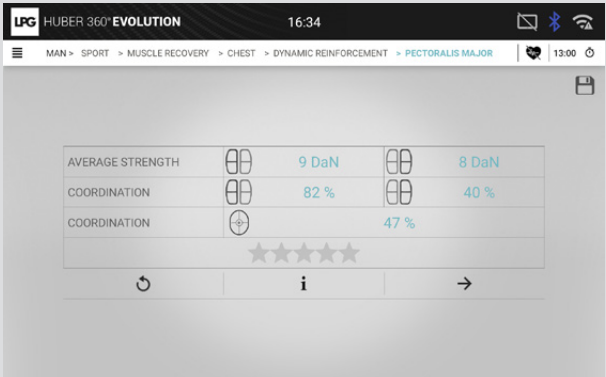 LPG HUBER 360° EVOLUTION 16:34
MAN > SPORT > MUSCLE RECOVERY > CHEST > DYNAMIC REINFORCEMENT > PECTORALIS MAJOR 13:00
AVERAGE STRENGTH 9 DaN 8 DaN
COORDINATION 82 % 40 %
COORDINATION 47 %
i